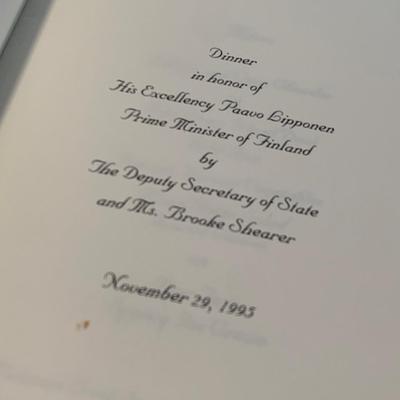 Dinner
in honor of
His Excellency Paavo Lipponen
Prime Minister of Finland
by
The Deputy Secretary of State
and Ms. Brooke Shearer
November 29, 1995